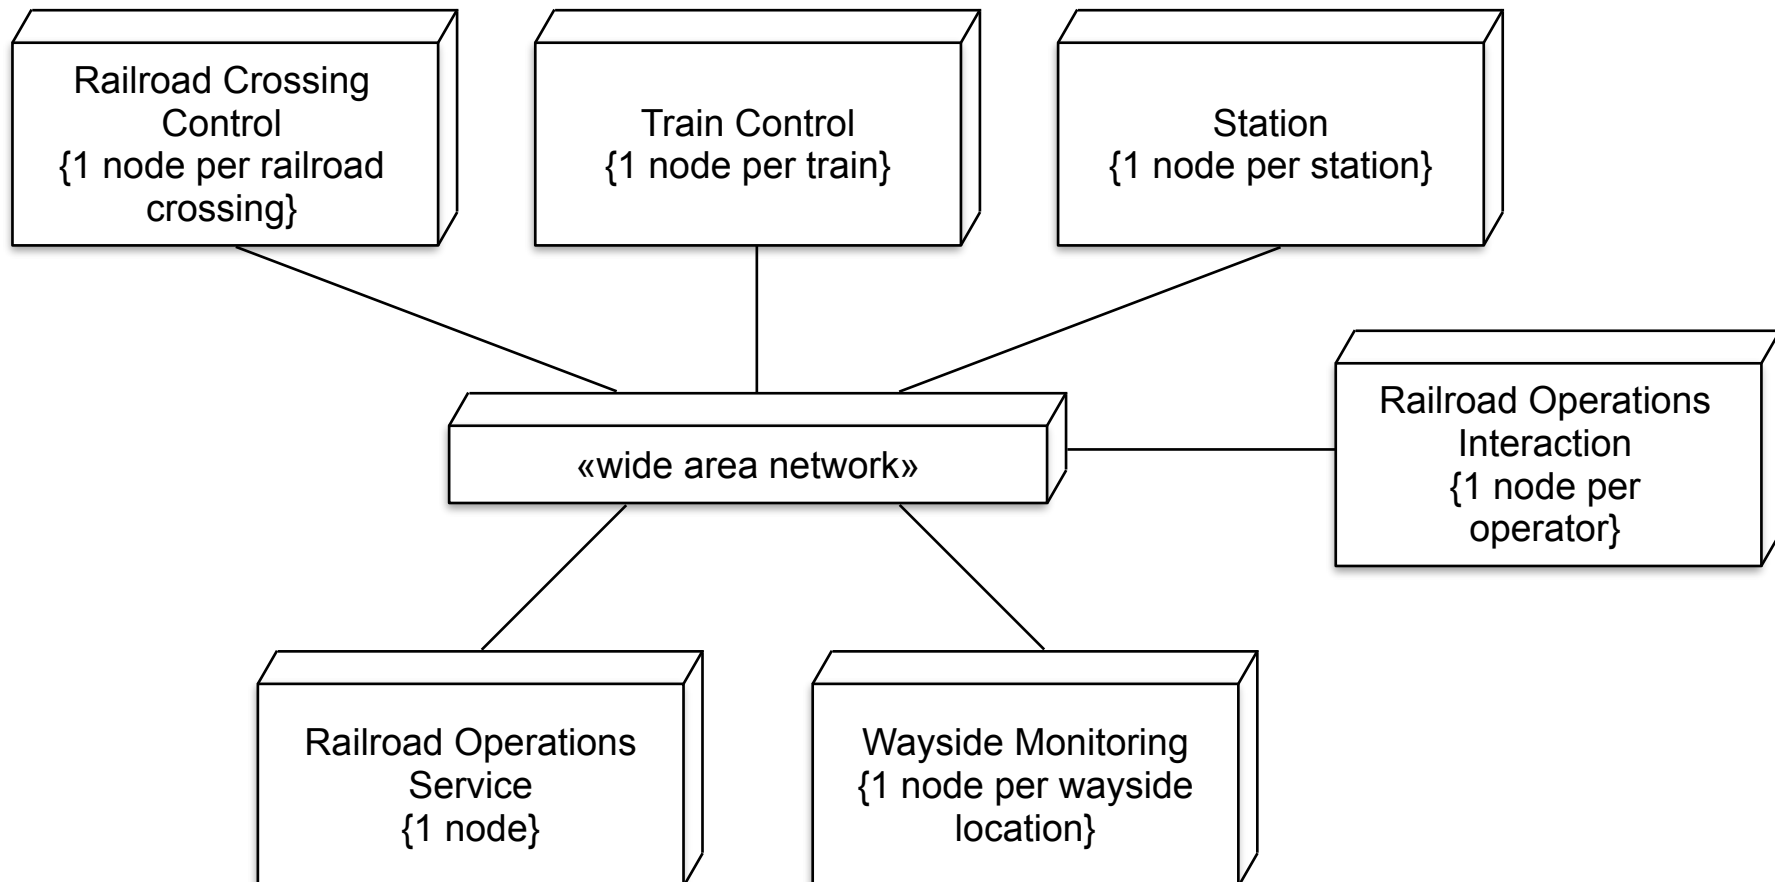 Railroad Crossing
Control
{1 node per railroad
crossing}
Train Control
{1 node per train}
Station
{1 node per station}
Railroad Operations
Interaction
{1 node per
operator}
«wide area network»
Railroad Operations
Service
{1 node}
Wayside Monitoring
{1 node per wayside
location}